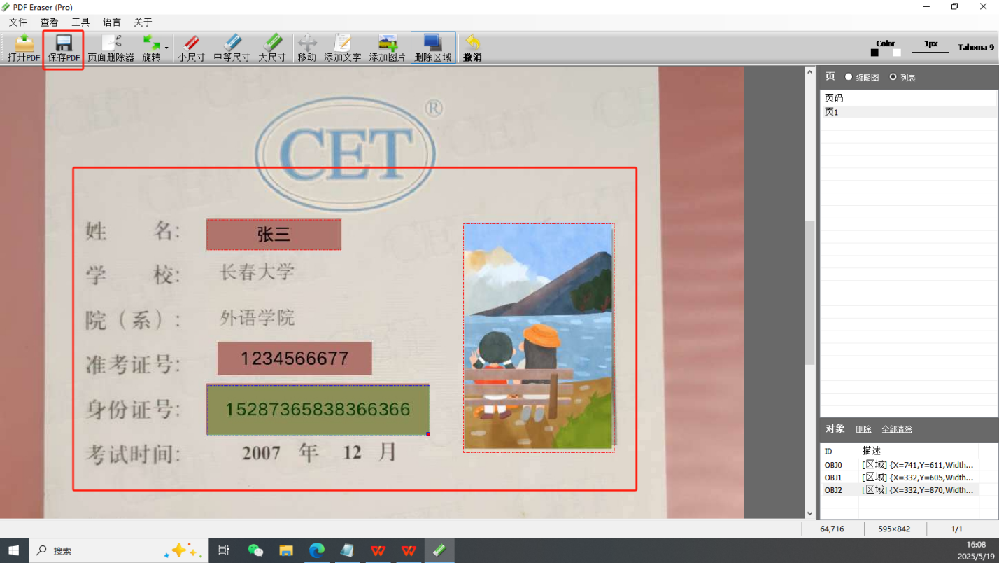 PDF Eraser (Pro)
文件 查看 工具 语言 关于
打开PDF 保存PDF 页面删除器 旋转 小尺寸 中等尺寸 大尺寸 移动 添加文字 添加图片 删除区域 撤消 Color 1px Tahoma 9
页 缩略图 列表
页码
页1
CET ®
姓 名: 张三
学 校: 长春大学
院（系）: 外语学院
准考证号: 1234566677
身份证号: 15287365838366366
考试时间: 2007 年 12 月
对象 删除 全部清除
ID 描述
OBJ0 [区域] {X=741,Y=611,Width...
OBJ1 [区域] {X=332,Y=605,Width...
OBJ2 [区域] {X=332,Y=870,Width...
64,716 595×842 1/1
搜索
16:08
2025/5/19